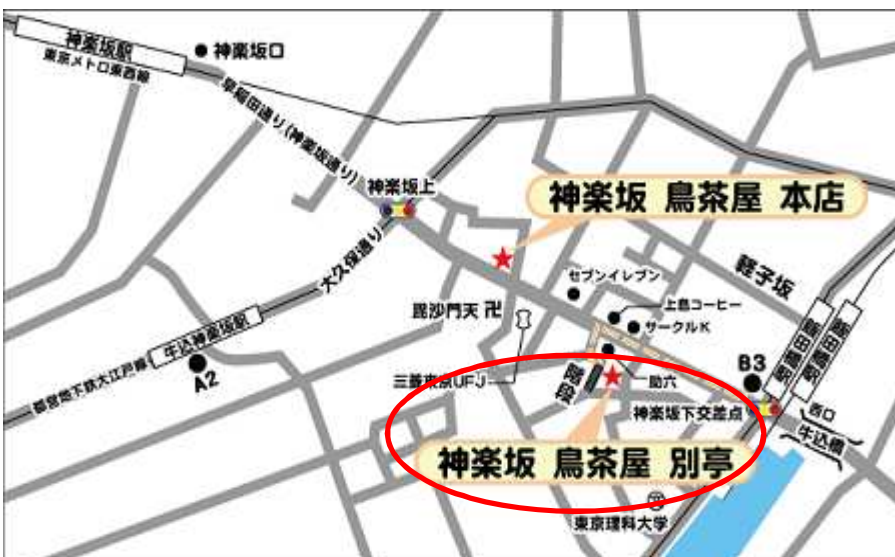 神楽坂駅
東京メトロ東西線
神楽坂口
早稲田通り(神楽坂通り)
神楽坂上
神楽坂 鳥茶屋 本店
大久保通り
セブンイレブン
軽子坂
上島コーヒー
サークルK
毘沙門天 卍
飯田橋駅
飯田橋駅
牛込神楽坂駅
都営地下鉄大江戸線
A2
三菱東京UFJ
階段
助六
B3
神楽坂下交差点
西口
牛込橋
神楽坂 鳥茶屋 別亭
東京理科大学